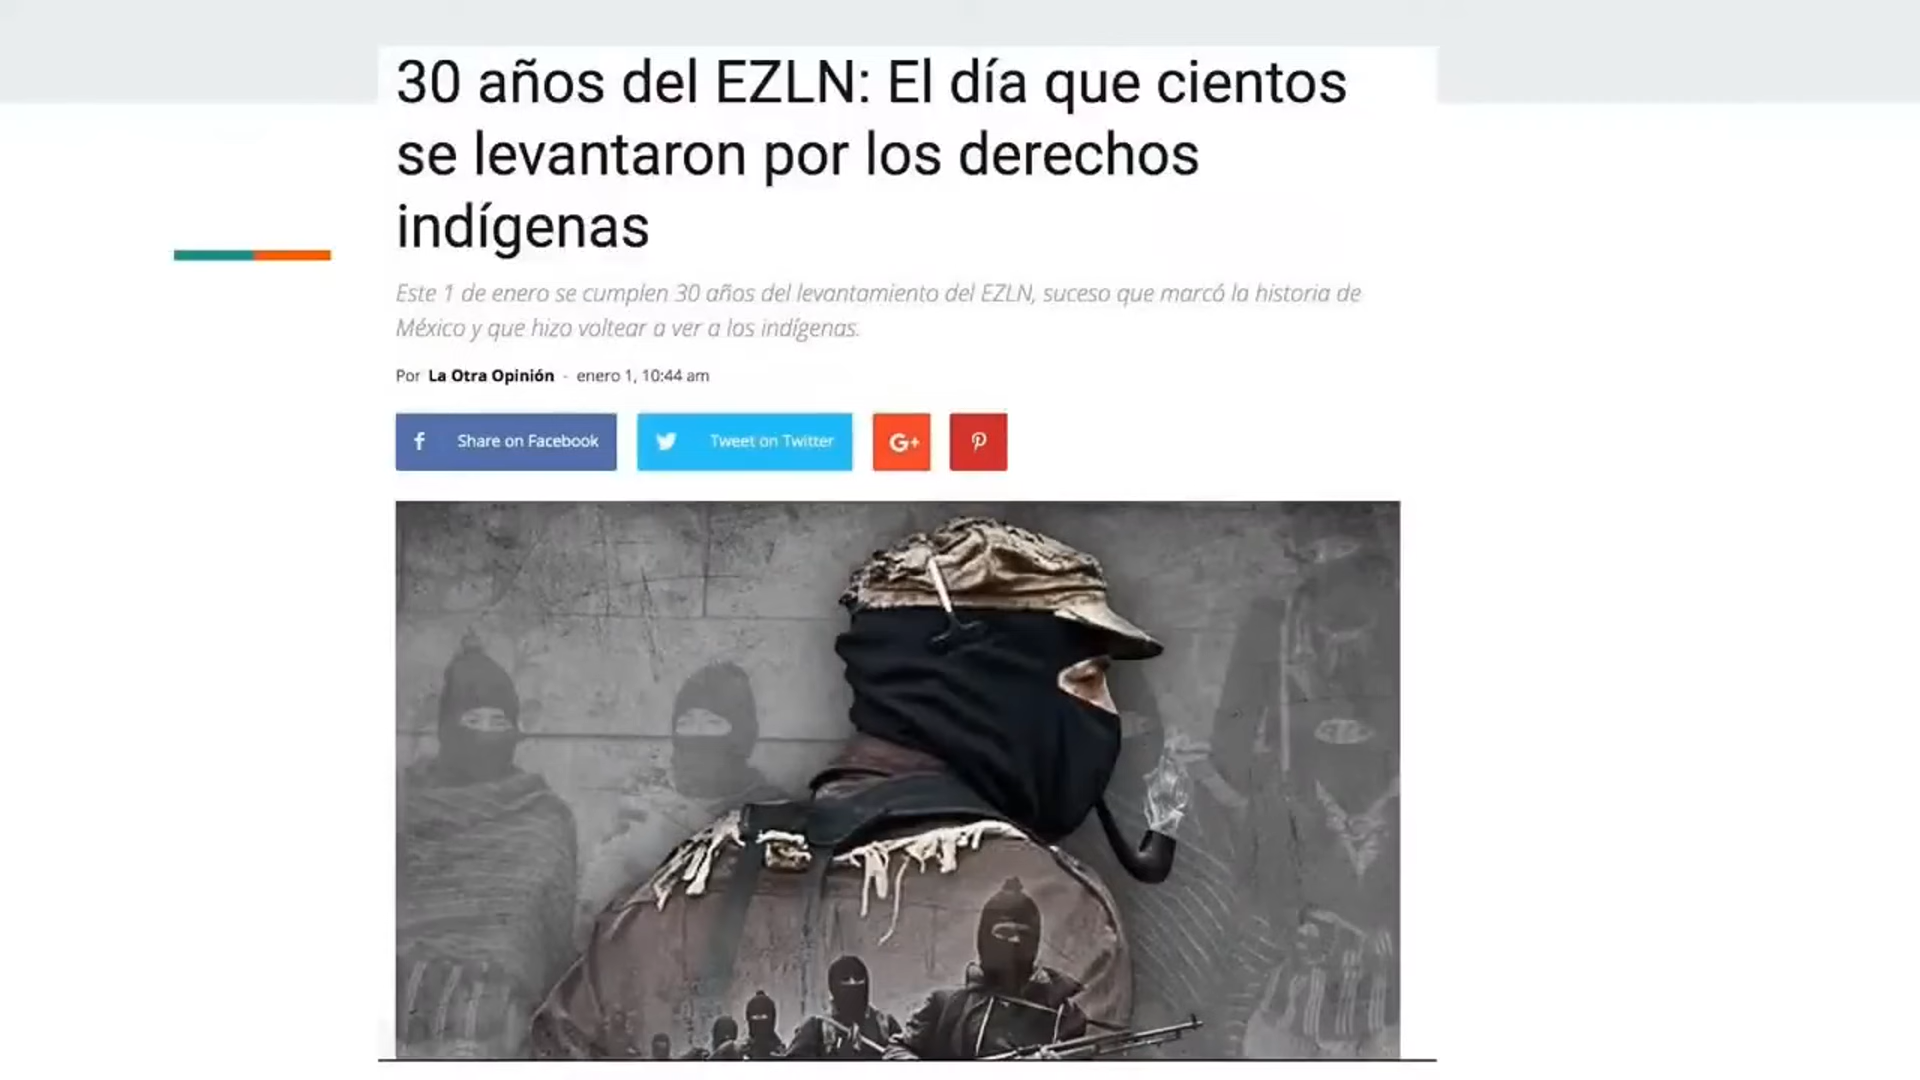 30 años del EZLN: El día que cientos
se levantaron por los derechos
indígenas
Este 1 de enero se cumplen 30 años del levantamiento del EZLN, suceso que marcó la historia de
México y que hizo voltear a ver a los indígenas.
Por La Otra Opinión - enero 1, 10:44 am
f Share on Facebook Tweet on Twitter G+